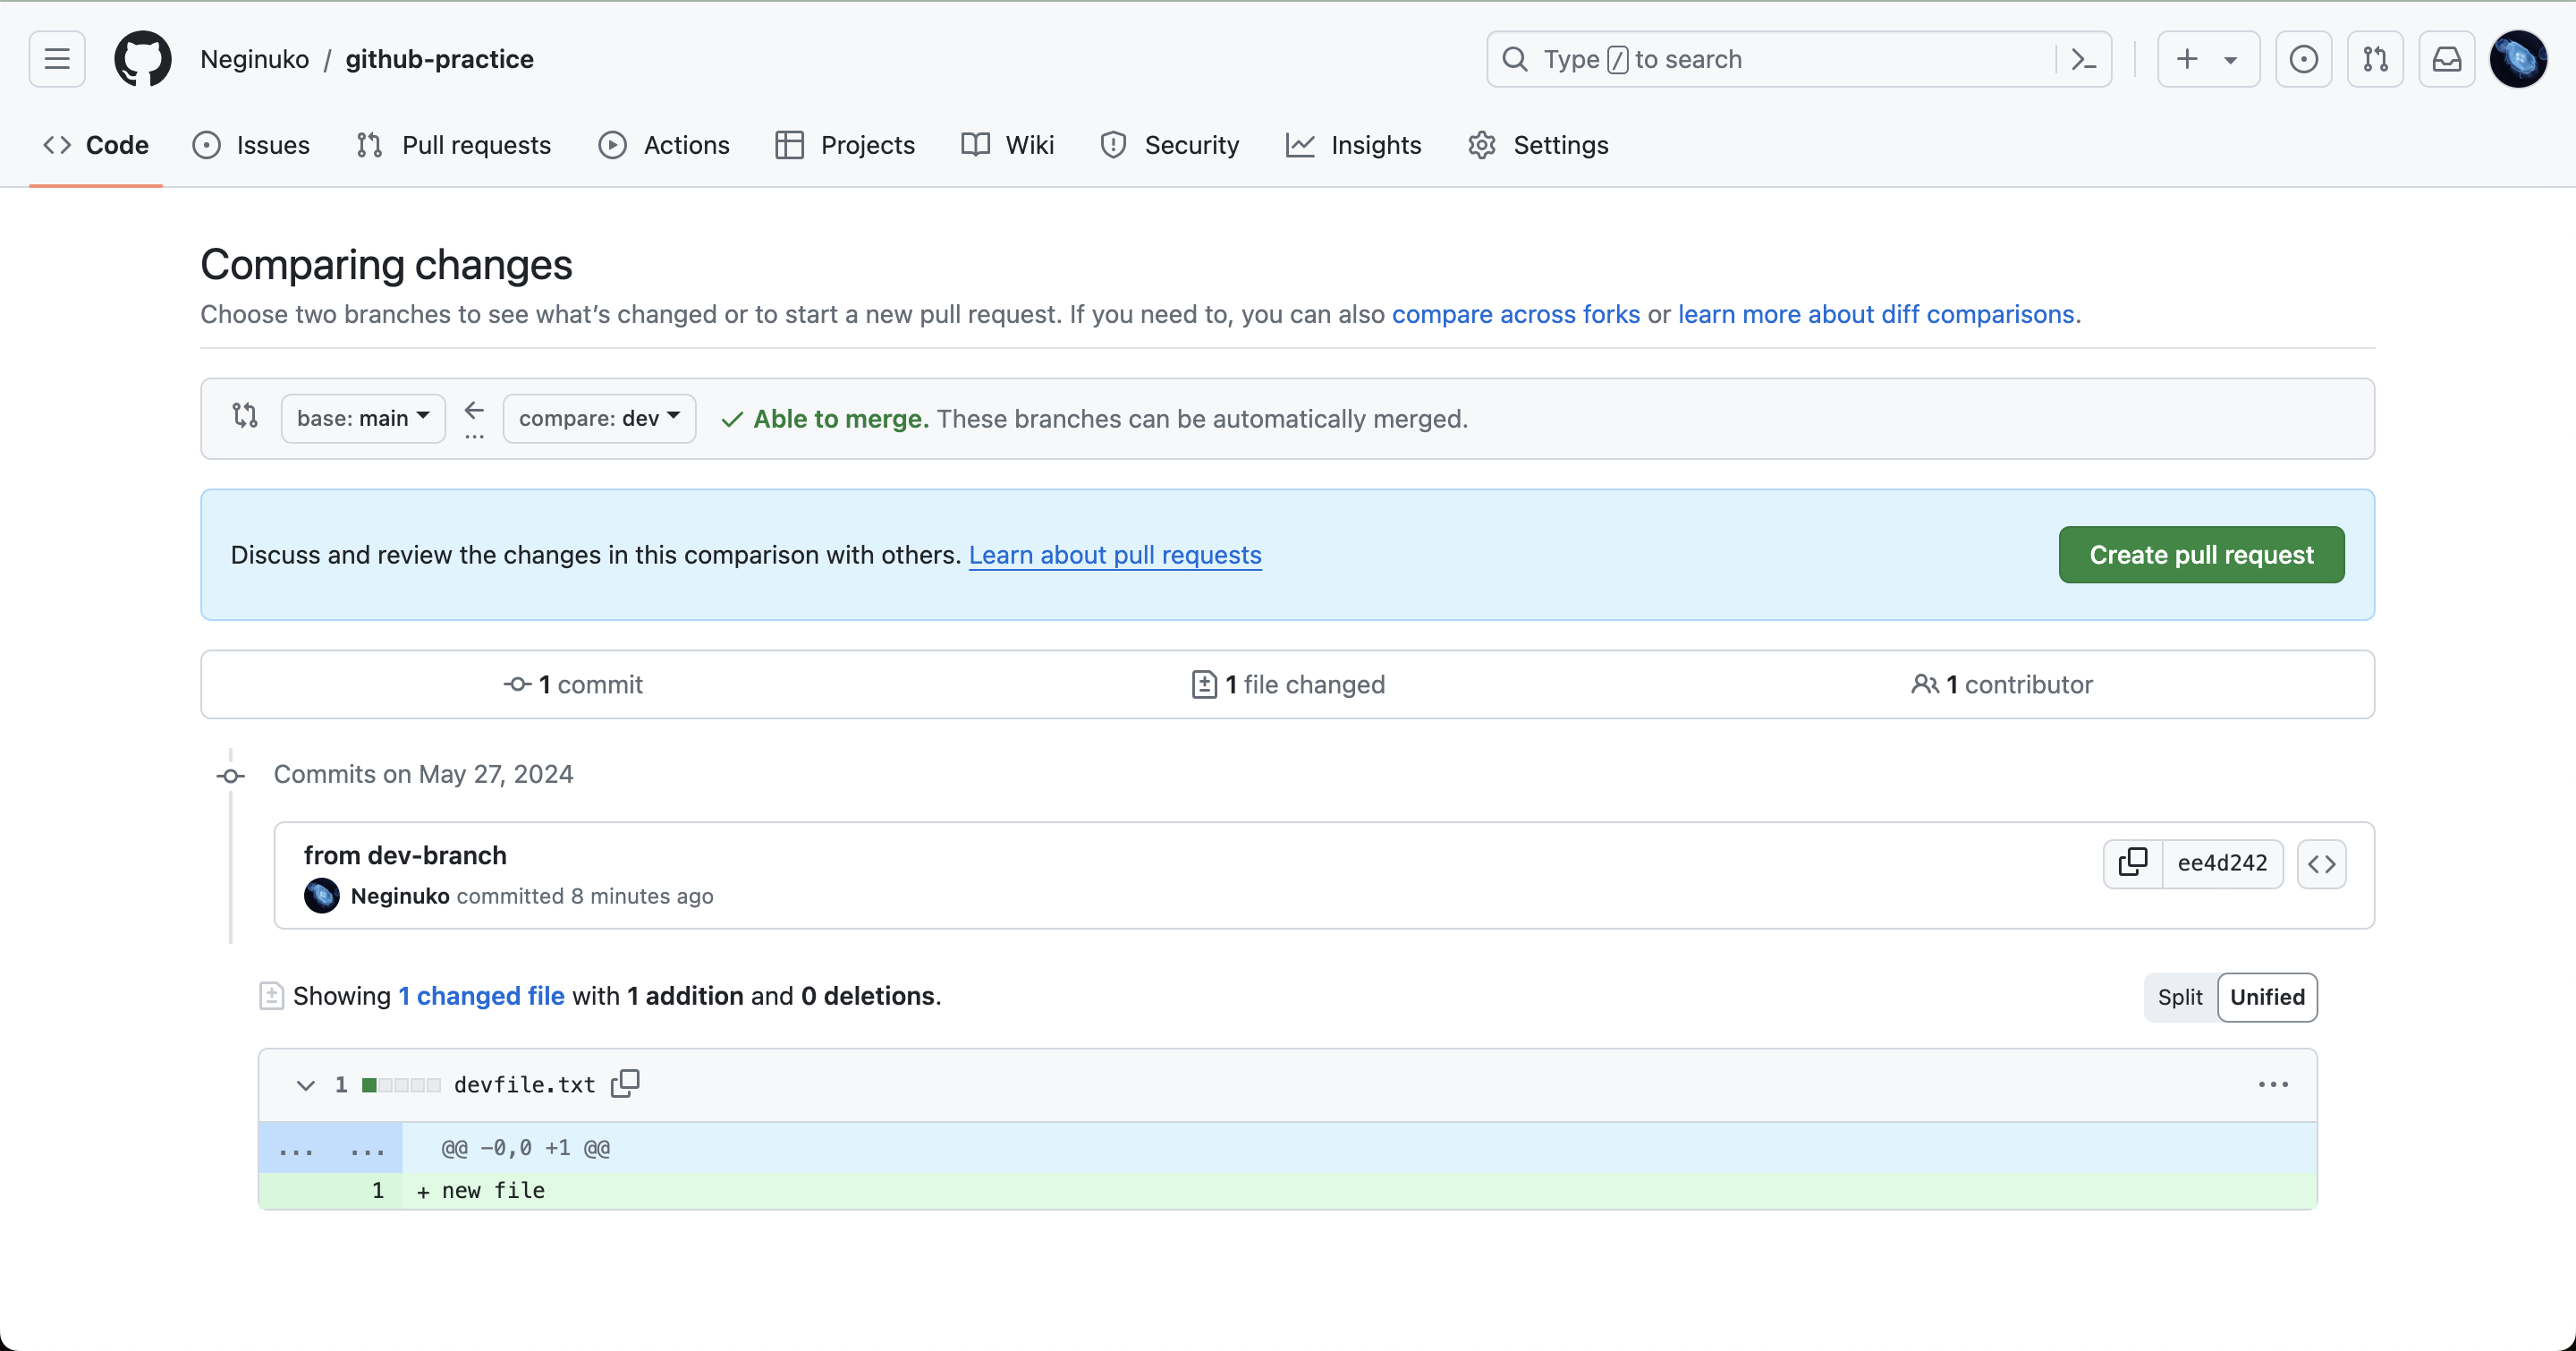 Neginuko / github-practice
Type / to search
Code Issues Pull requests Actions Projects Wiki Security Insights Settings
Comparing changes
Choose two branches to see what’s changed or to start a new pull request. If you need to, you can also compare across forks or learn more about diff comparisons.
base: main ← ... compare: dev ✓ Able to merge. These branches can be automatically merged.
Discuss and review the changes in this comparison with others. Learn about pull requests Create pull request
1 commit 1 file changed 1 contributor
Commits on May 27, 2024
from dev-branch
ee4d242
Neginuko committed 8 minutes ago
Showing 1 changed file with 1 addition and 0 deletions.
Split Unified
1 devfile.txt
... ... @@ -0,0 +1 @@
1 + new file